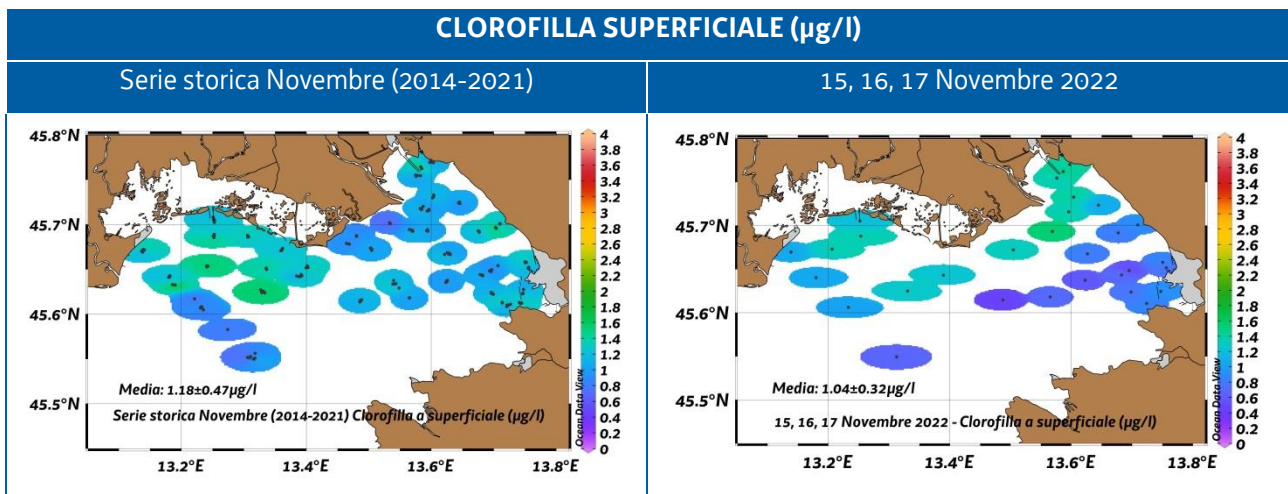 CLOROFILLA SUPERFICIALE (µg/l)
Serie storica Novembre (2014-2021)
15, 16, 17 Novembre 2022
45.8°N
45.7°N
45.6°N
45.5°N
13.2°E
13.4°E
13.6°E
13.8°E
Media: 1.18±0.47µg/l
Serie storica Novembre (2014-2021) Clorofilla a superficiale (µg/l)
Ocean Data View
4
3.8
3.6
3.4
3.2
3
2.8
2.6
2.4
2.2
2
1.8
1.6
1.4
1.2
1
0.8
0.6
0.4
0.2
0
45.8°N
45.7°N
45.6°N
45.5°N
13.2°E
13.4°E
13.6°E
13.8°E
Media: 1.04±0.32µg/l
15, 16, 17 Novembre 2022 - Clorofilla a superficiale (µg/l)
Ocean Data View
4
3.8
3.6
3.4
3.2
3
2.8
2.6
2.4
2.2
2
1.8
1.6
1.4
1.2
1
0.8
0.6
0.4
0.2
0